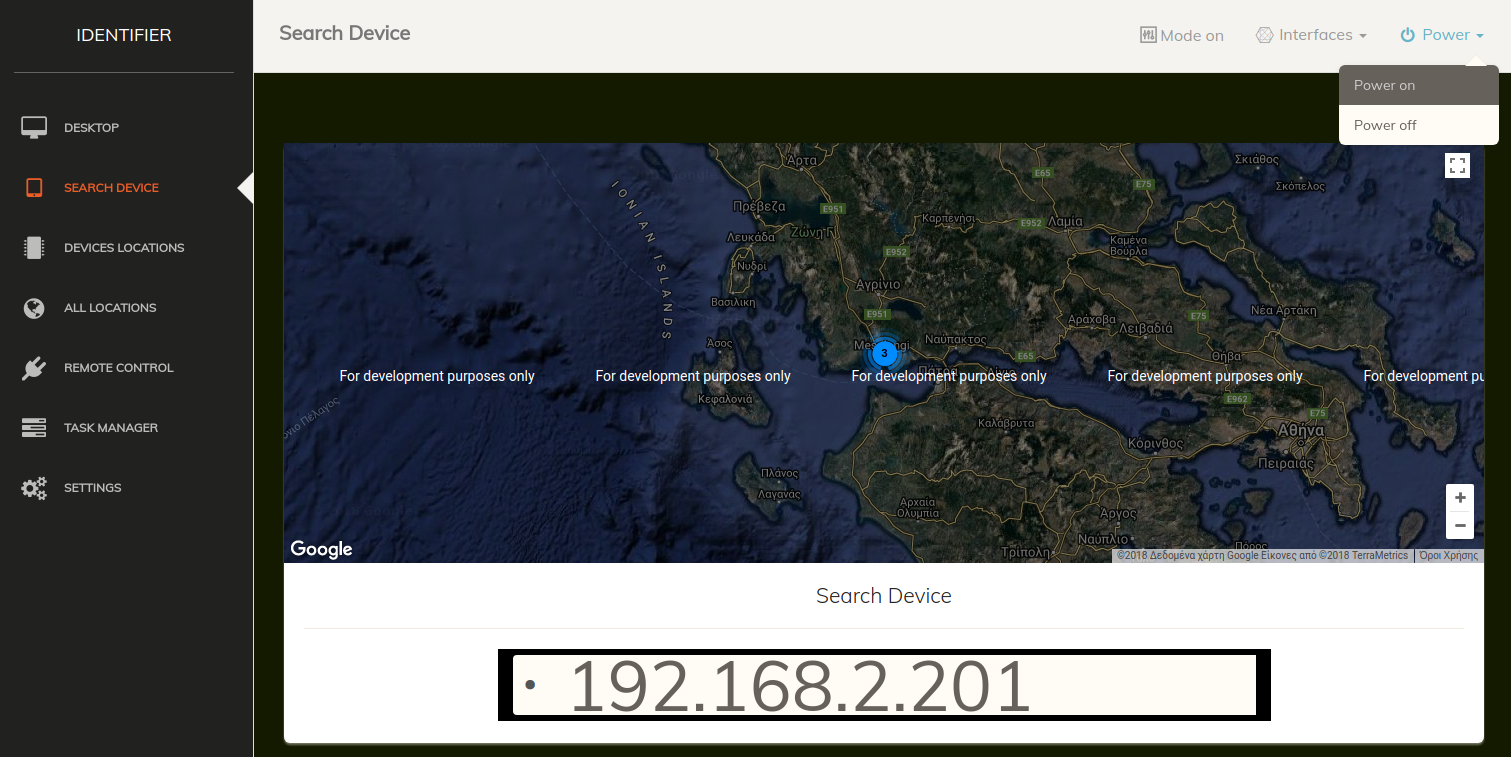 IDENTIFIER
DESKTOP
SEARCH DEVICE
DEVICES LOCATIONS
ALL LOCATIONS
REMOTE CONTROL
TASK MANAGER
SETTINGS
Search Device
Mode on
Interfaces
Power
Power on
Power off
Άρτα
Σκιάθος
E65
E75
Σκόπελος
IONIAN ISLANDS
Πρέβεζα
E951
Καρπενήσι
E952
Λαμία
Λευκάδα
Ζώνη Γ
Καμένα
Βούρλα
E952
Νυδρί
Αγρίνιο
Βασιλικη
E951
Νέα Αρτάκη
E75
Αράχοβα
Λειβαδιά
Άσος
Ναύπακτος
3
E65
Θήβα
Πάτρα
For development purposes only
For development purposes only
For development purposes only
For development purposes only
For development pu
Κεφαλονιά
E962
E75
Καλάβρυτα
Αθήνα
Κόρινθος
Πειραιάς
Πλάνος
Λαγανάς
Αρχαία
Ολυμπία
Άργος
Ναύπλιο
Τρίπολη
Πόρος
+
−
Google
©2018 Δεδομένα χάρτη Google Εικόνες από ©2018 TerraMetrics
Όροι Χρήσης
Search Device
• 192.168.2.201